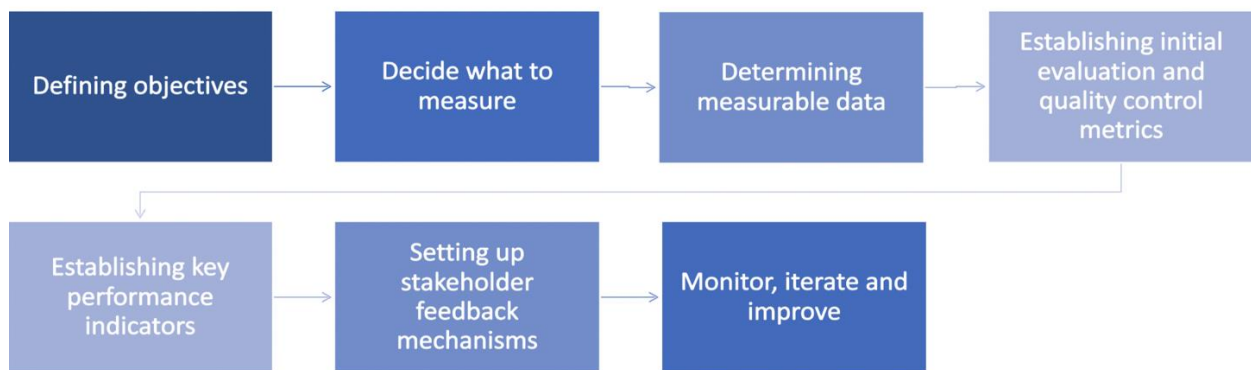 Defining objectives
Decide what to
measure
Determining
measurable data
Establishing initial
evaluation and
quality control
metrics
Establishing key
performance
indicators
Setting up
stakeholder
feedback
mechanisms
Monitor, iterate and
improve